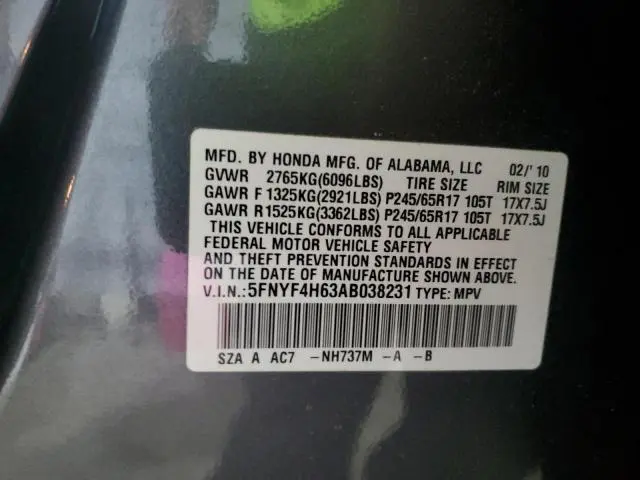 MFD. BY HONDA MFG. OF ALABAMA, LLC 02/' 10
GVWR 2765KG(6096LBS) TIRE SIZE RIM SIZE
GAWR F 1325KG(2921LBS) P245/65R17 105T 17X7.5J
GAWR R1525KG(3362LBS) P245/65R17 105T 17X7.5J
THIS VEHICLE CONFORMS TO ALL APPLICABLE
FEDERAL MOTOR VEHICLE SAFETY
AND THEFT PREVENTION STANDARDS IN EFFECT
ON THE DATE OF MANUFACTURE SHOWN ABOVE.
V.I.N.: 5FNYF4H63AB038231 TYPE: MPV
SZA A AC7 -NH737M -A -B